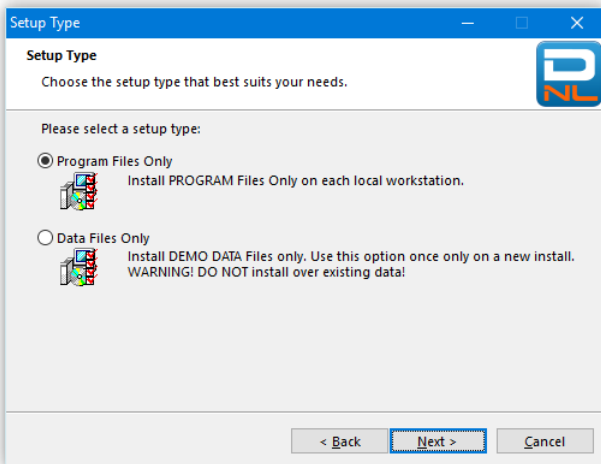 Setup Type
Setup Type
Choose the setup type that best suits your needs.
D
NL
Please select a setup type:
Program Files Only
Install PROGRAM Files Only on each local workstation.
Data Files Only
Install DEMO DATA Files only. Use this option once only on a new install.
WARNING! DO NOT install over existing data!
< Back
Next >
Cancel